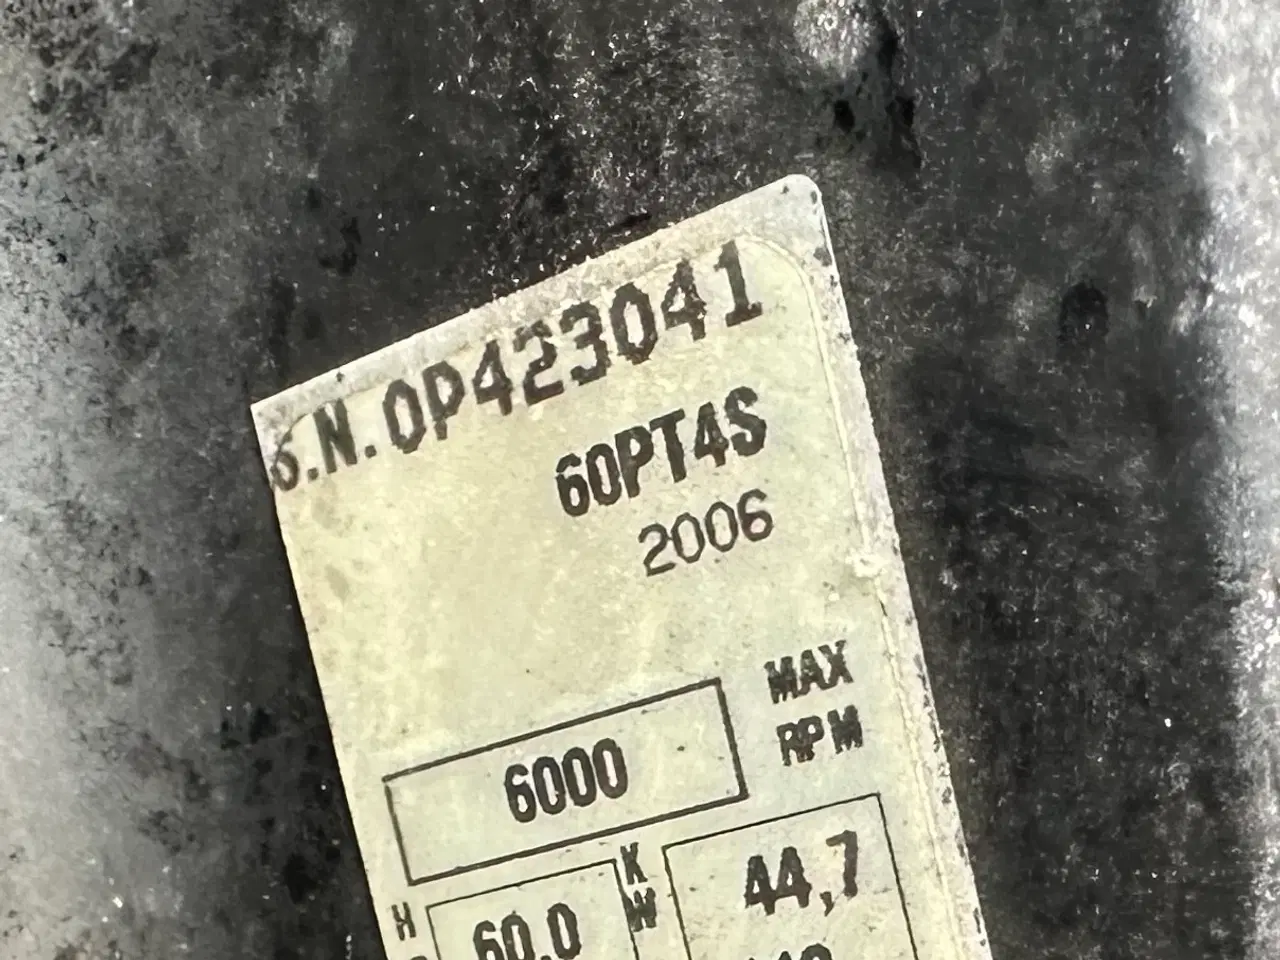 S.N.0P423041
60PT4S
2006
6000 MAX RPM
H 60.0 KW 44,7